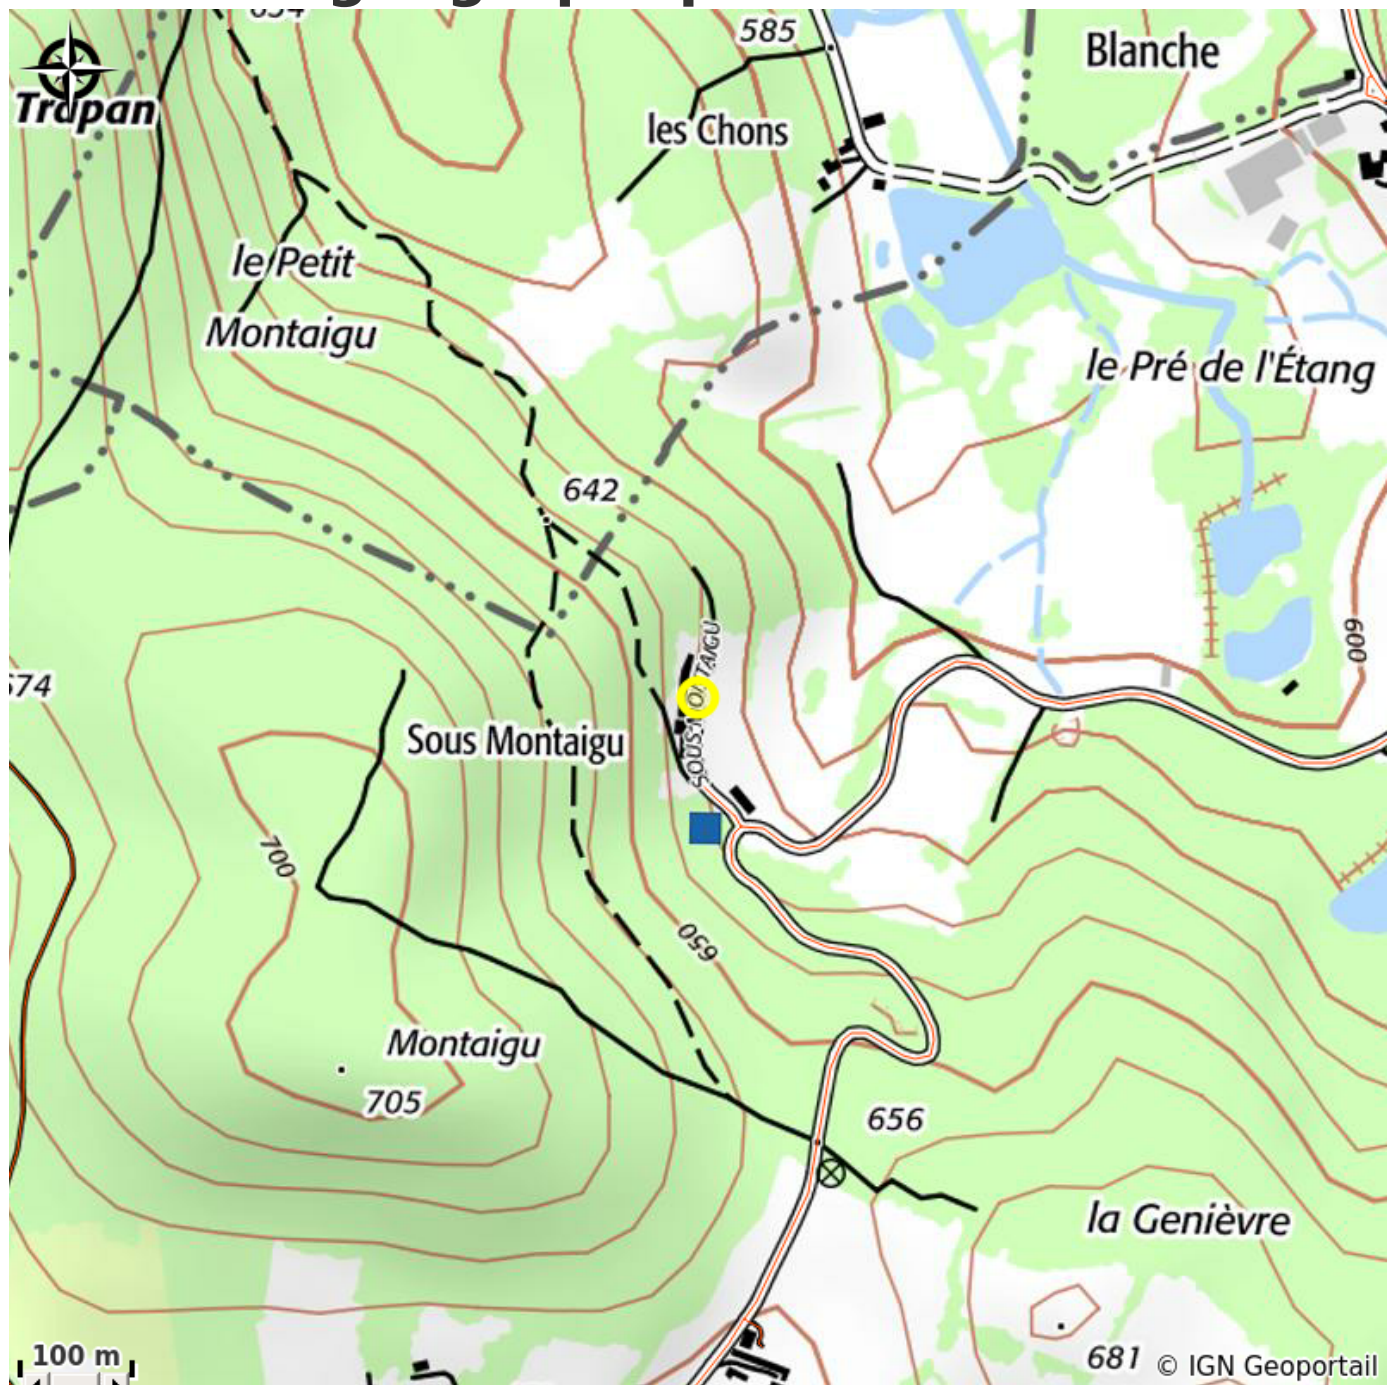 585
Blanche
Trapan
les Chons
le Petit
Montaigu
le Pré de l'Étang
642
600
SOUS MONTAIGU
674
Sous Montaigu
700
650
Montaigu
705
656
la Genièvre
681
100 m
© IGN Geoportail